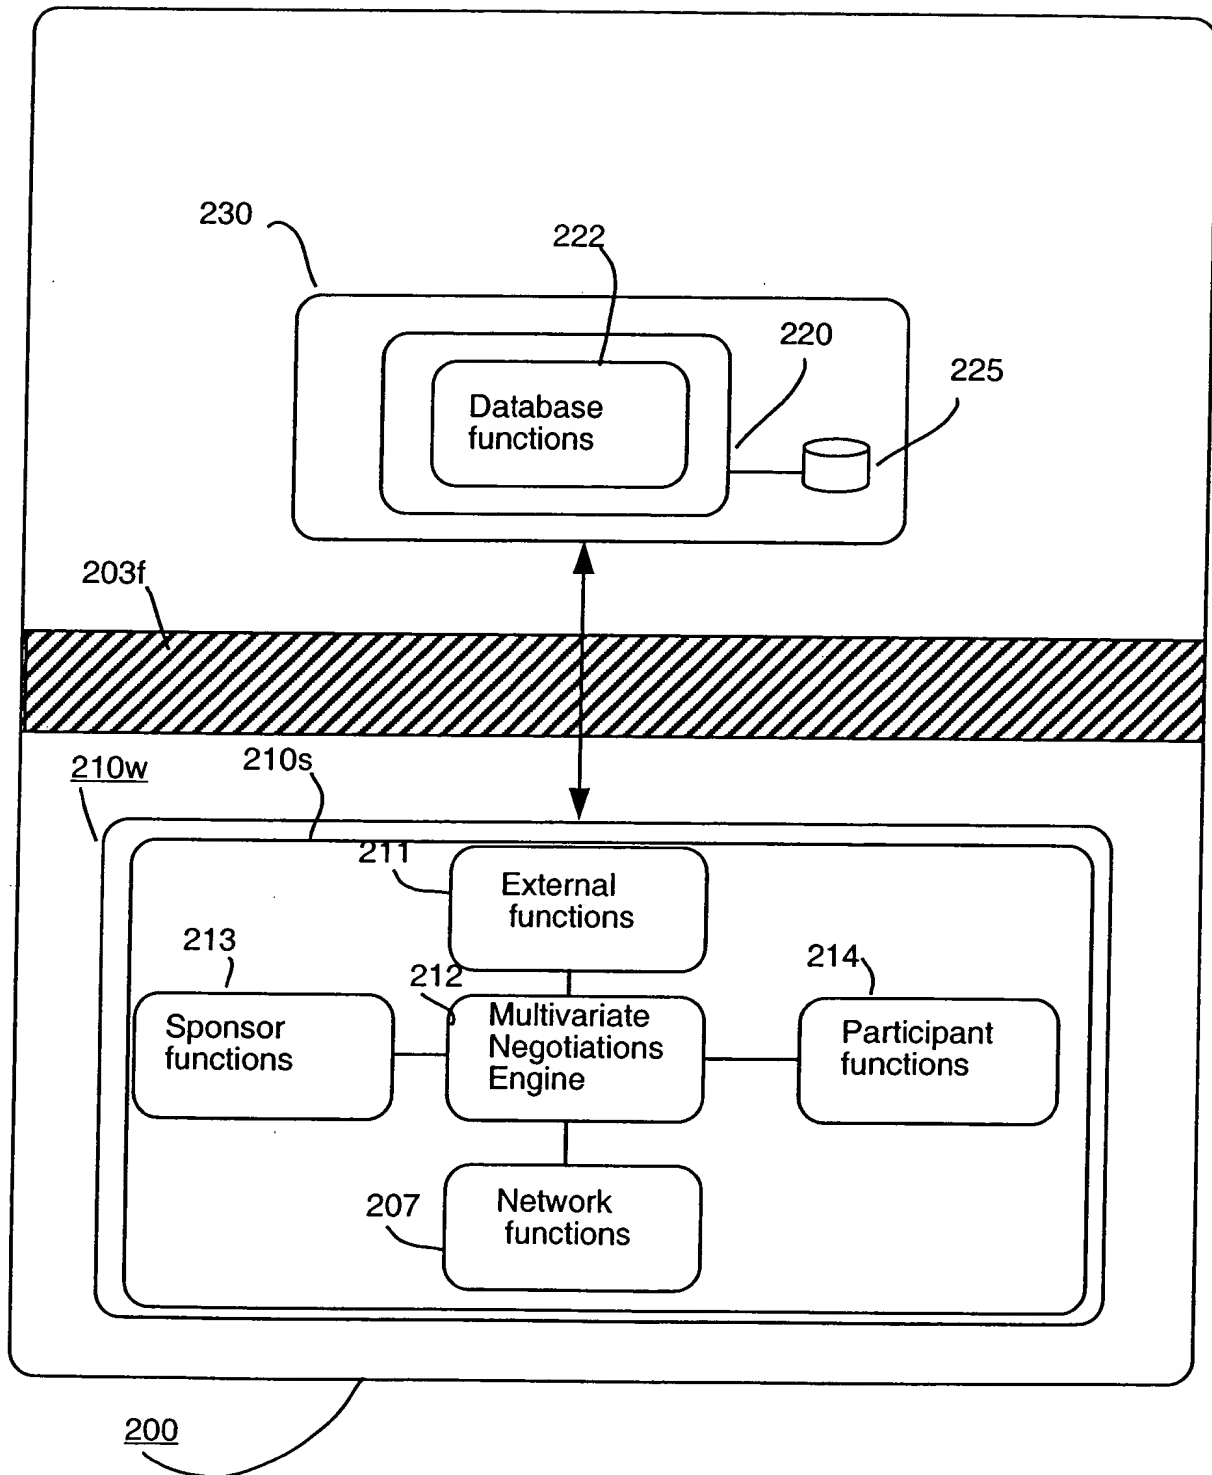 230
222
220
225
Database
functions
203f
210w
210s
211
External
functions
213
212
214
Sponsor
functions
Multivariate
Negotiations
Engine
Participant
functions
207
Network
functions
200